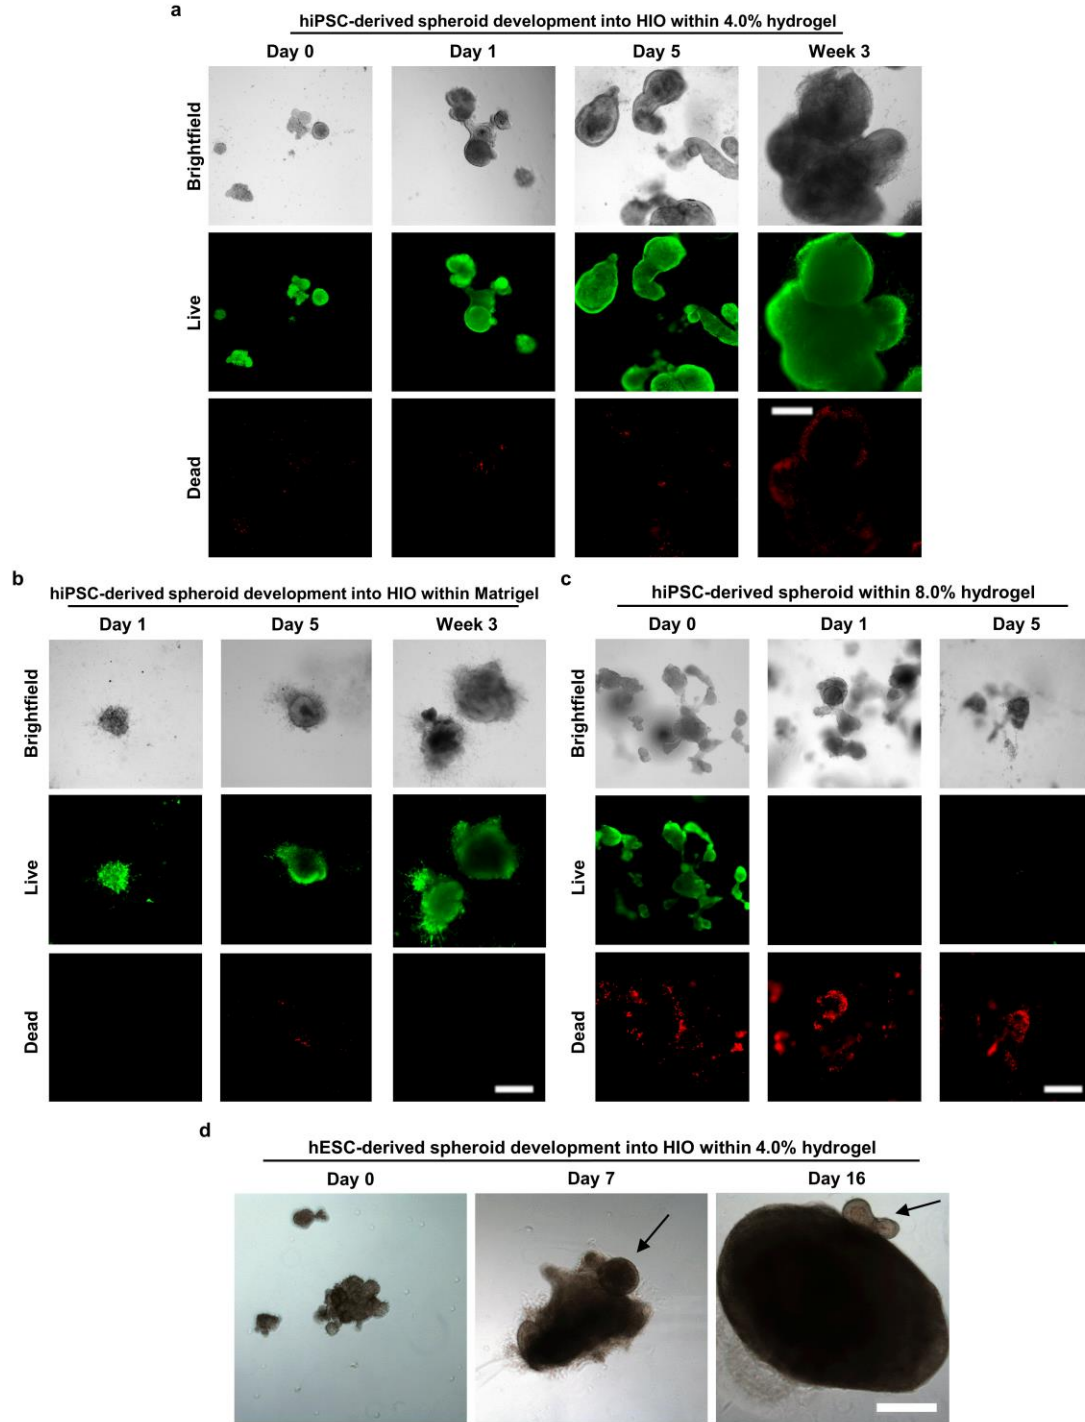 a
hiPSC-derived spheroid development into HIO within 4.0% hydrogel
Day 0 Day 1 Day 5 Week 3
Brightfield
Live
Dead
b
hiPSC-derived spheroid development into HIO within Matrigel
Day 1 Day 5 Week 3
Brightfield
Live
Dead
c
hiPSC-derived spheroid within 8.0% hydrogel
Day 0 Day 1 Day 5
Brightfield
Live
Dead
d
hESC-derived spheroid development into HIO within 4.0% hydrogel
Day 0 Day 7 Day 16